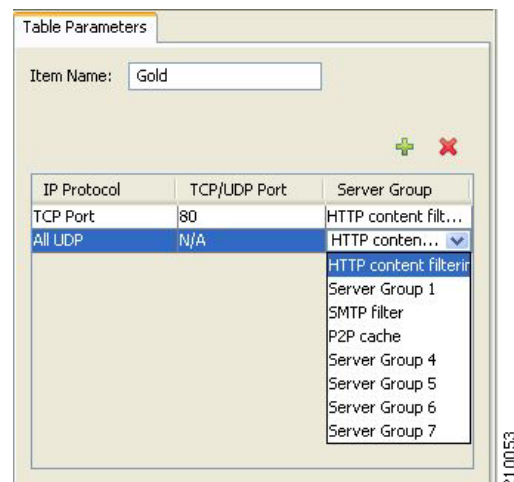 Table Parameters
Item Name: Gold
IP Protocol TCP/UDP Port Server Group
TCP Port 80 HTTP content filt...
All UDP N/A HTTP conten...
HTTP content filterin
Server Group 1
SMTP filter
P2P cache
Server Group 4
Server Group 5
Server Group 6
Server Group 7
210053